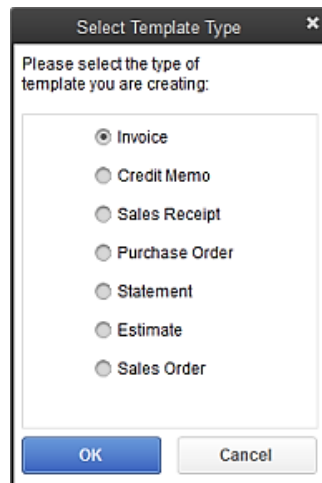 Select Template Type
Please select the type of
template you are creating:
Invoice
Credit Memo
Sales Receipt
Purchase Order
Statement
Estimate
Sales Order
OK
Cancel